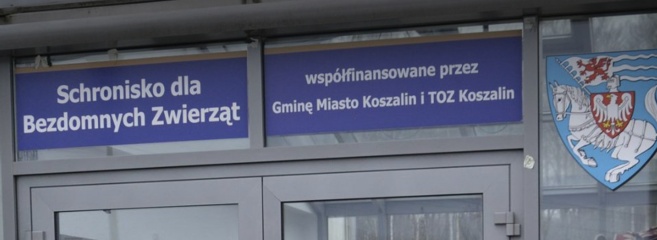 Schronisko dla
Bezdomnych Zwierząt
współfinansowane przez
Gminę Miasto Koszalin i TOZ Koszalin